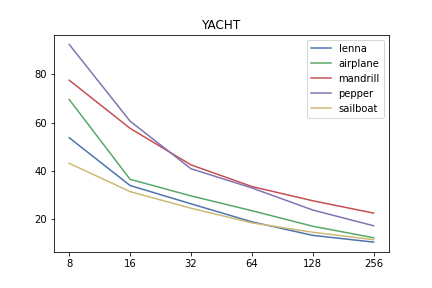 YACHT
lenna
airplane
mandrill
pepper
sailboat
80
60
40
20
8 16 32 64 128 256